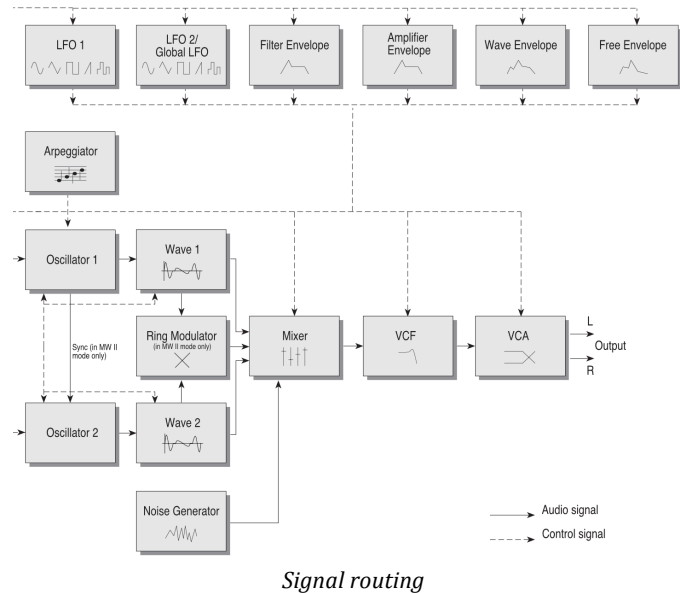 LFO 1
LFO 2/
Global LFO
Filter Envelope
Amplifier
Envelope
Wave Envelope
Free Envelope
Arpeggiator
Oscillator 1
Wave 1
Sync (in MW II
mode only)
Ring Modulator
(in MW II mode only)
Mixer
VCF
VCA
L
Output
R
Oscillator 2
Wave 2
Noise Generator
Audio signal
Control signal
Signal routing